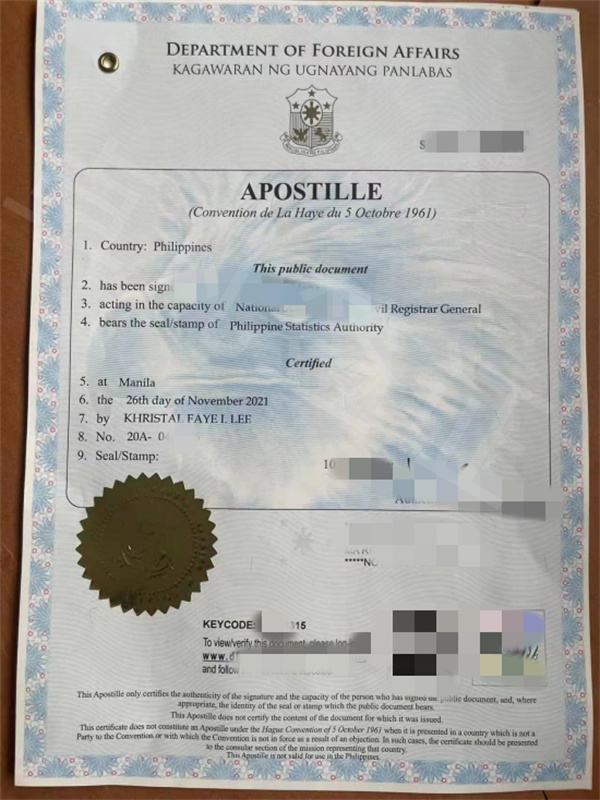 DEPARTMENT OF FOREIGN AFFAIRS
KAGAWARAN NG UGNAYANG PANLABAS
S
APOSTILLE
(Convention de La Haye du 5 Octobre 1961)
1. Country: Philippines
This public document
2. has been sign
3. acting in the capacity of National vil Registrar General
4. bears the seal/stamp of Philippine Statistics Authority
Certified
5. at Manila
6. the 26th day of November 2021
7. by KHRISTAL FAYE I. LEE
8. No. 20A- 0
9. Seal/Stamp:
10
KEYCODE: 315
To view/verify this document, please log-
www.d
and follow
This Apostille only certifies the authenticity of the signature and the capacity of the person who has signed the public document, and, where
appropriate, the identity of the seal or stamp which the public document bears.
This Apostille does not certify the content of the document for which it was issued.
This certificate does not constitute an Apostille under the Hague Convention of 5 October 1961 when it is presented in a country which is not a
Party to the Convention or with which the Convention is not in force as a result of an objection. In such cases, the certificate should be presented
to the consular section of the mission representing that country.
This Apostille is not valid for use in the Philippines.